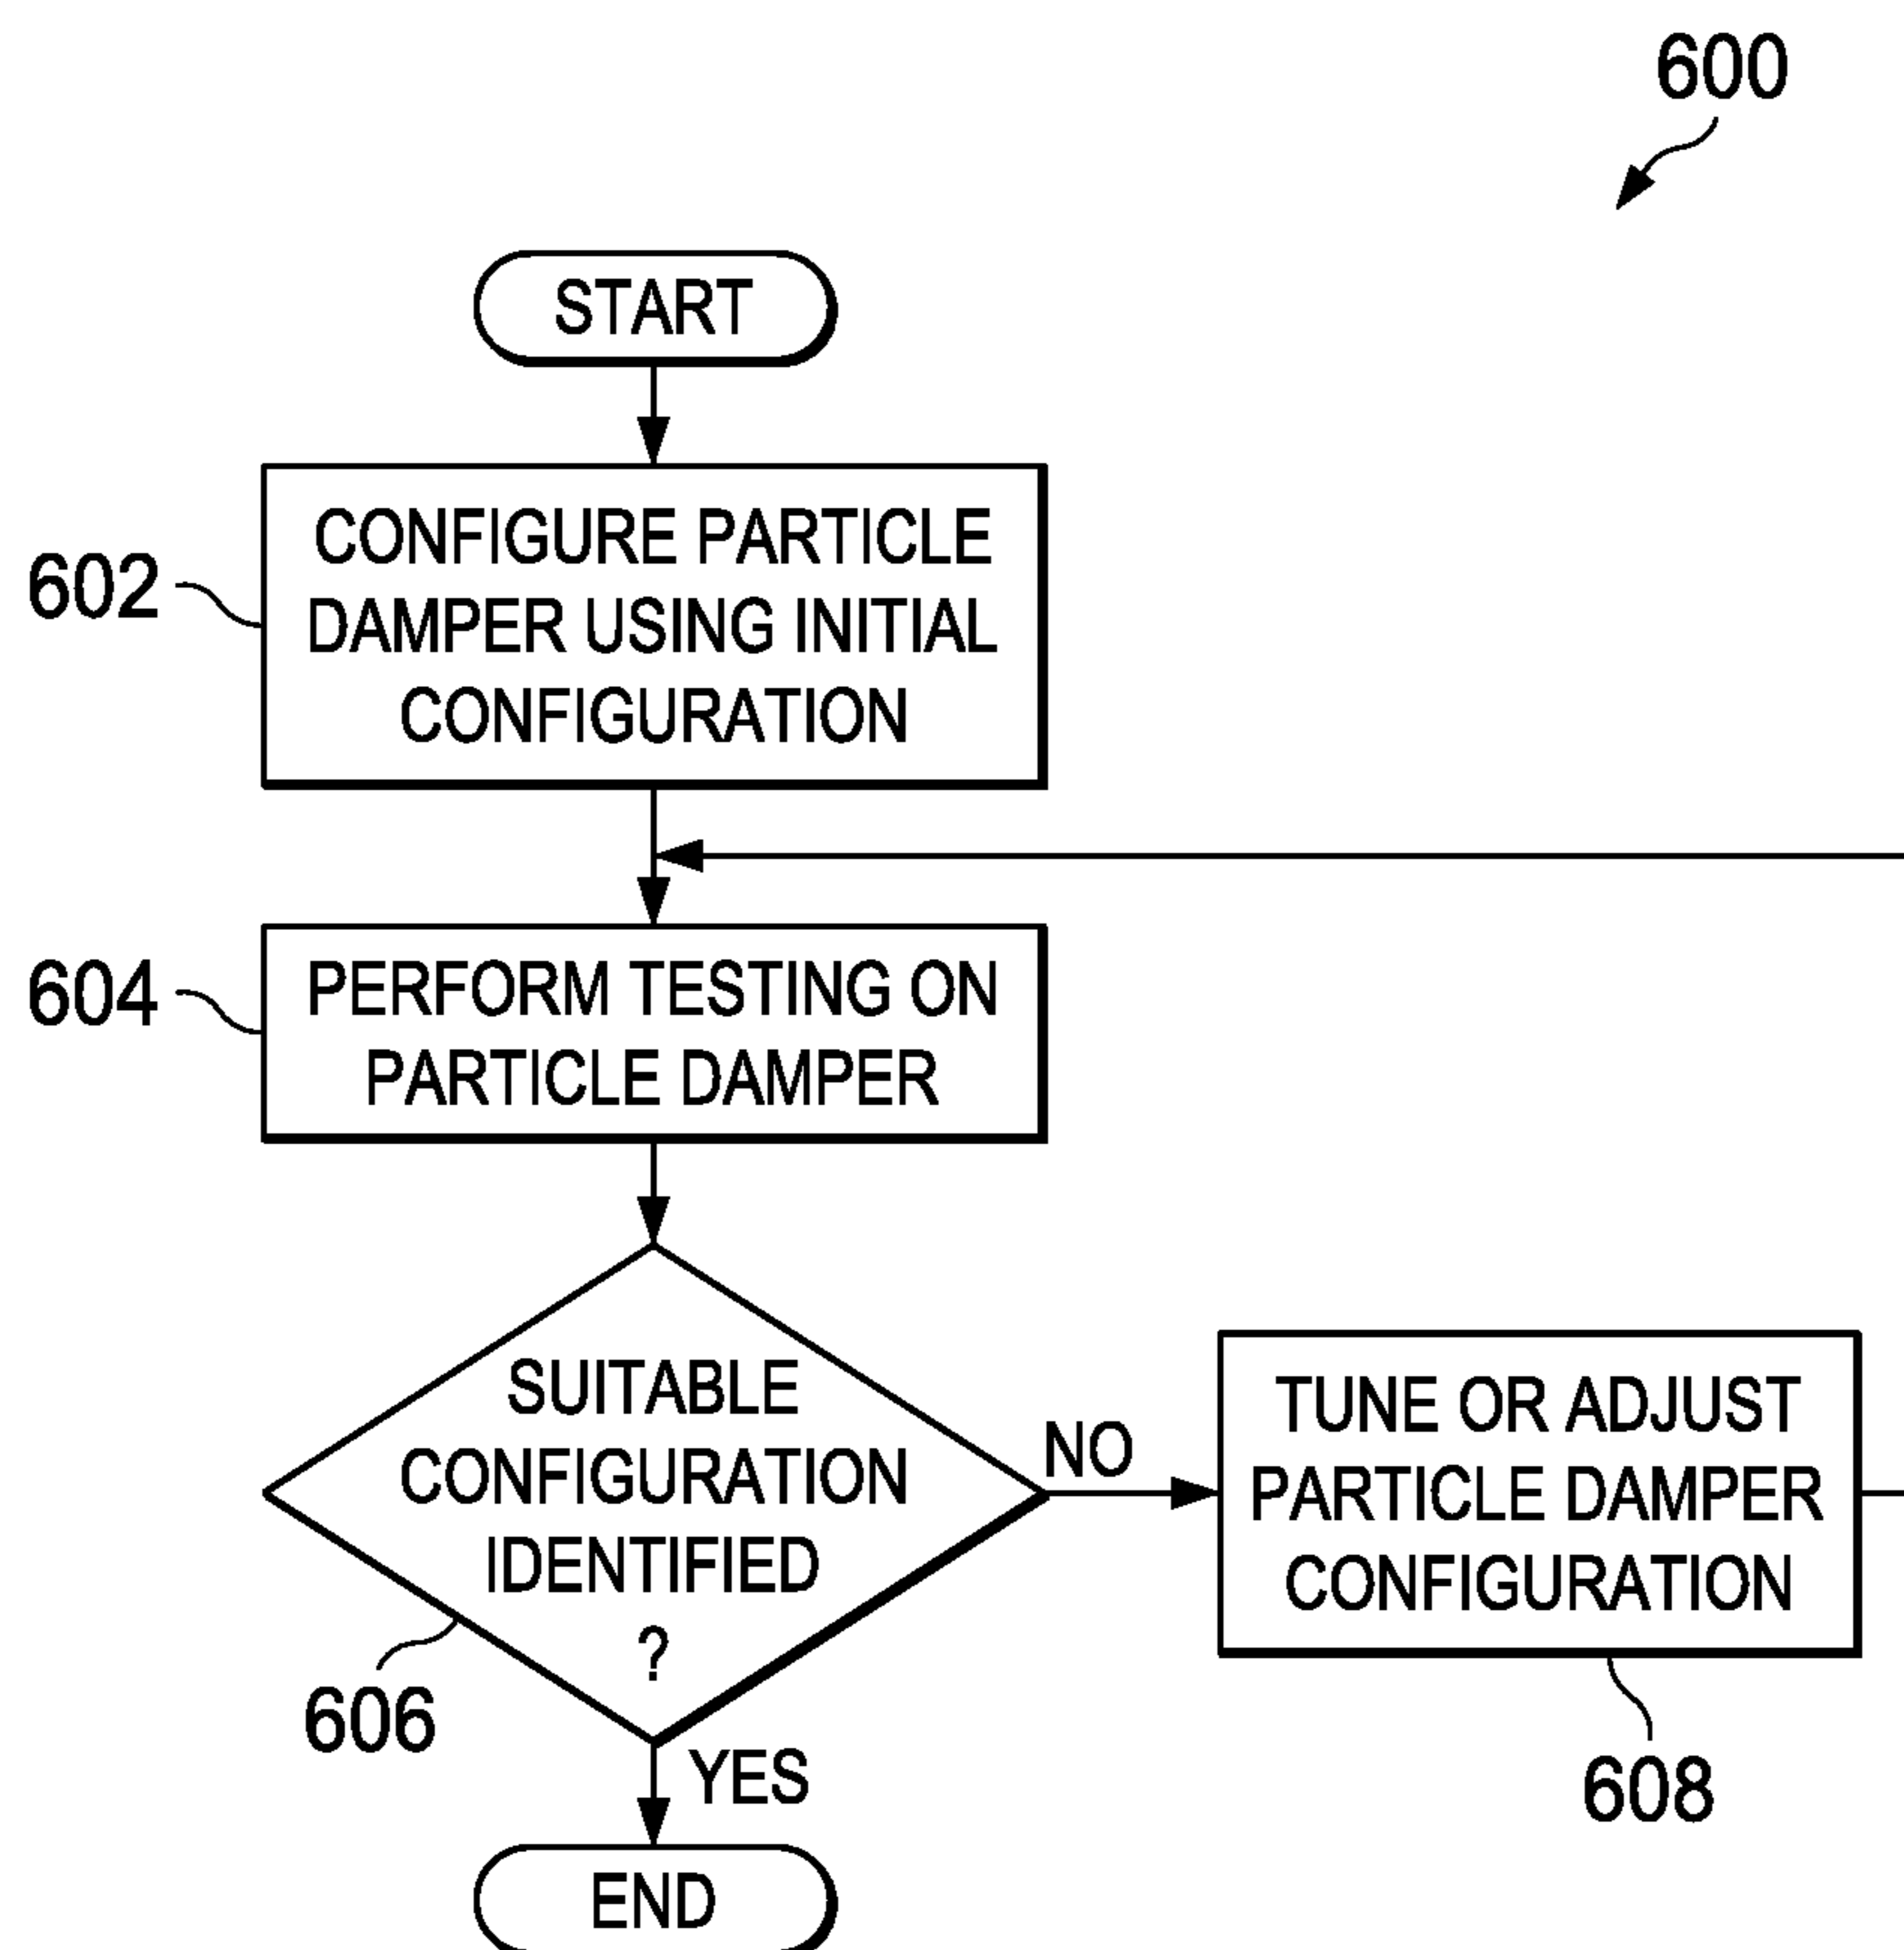 600
START
602
CONFIGURE PARTICLE
DAMPER USING INITIAL
CONFIGURATION
604
PERFORM TESTING ON
PARTICLE DAMPER
SUITABLE
CONFIGURATION
IDENTIFIED
?
606
NO
TUNE OR ADJUST
PARTICLE DAMPER
CONFIGURATION
608
YES
END